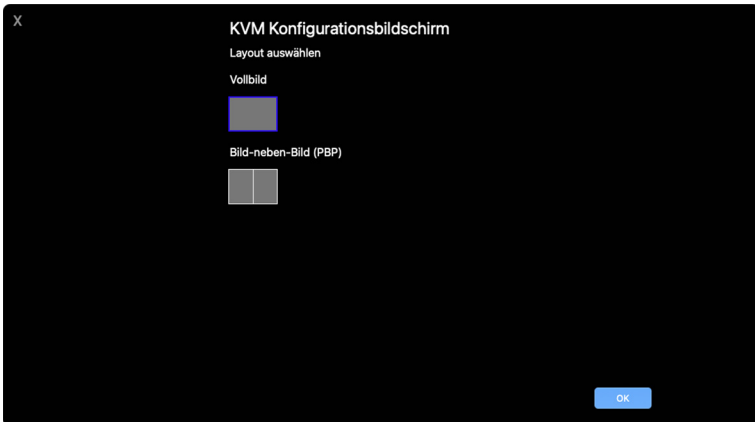 X
KVM Konfigurationsbildschirm
Layout auswählen
Vollbild
Bild-neben-Bild (PBP)
OK